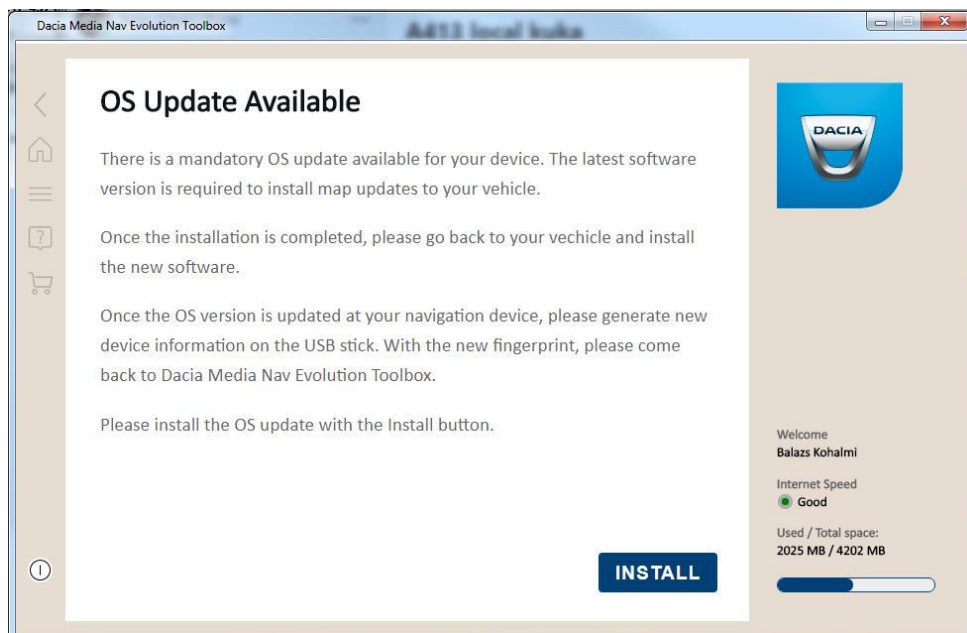 Dacia Media Nav Evolution Toolbox
A413 local kuka
OS Update Available
There is a mandatory OS update available for your device. The latest software
version is required to install map updates to your vehicle.
Once the installation is completed, please go back to your vechicle and install
the new software.
Once the OS version is updated at your navigation device, please generate new
device information on the USB stick. With the new fingerprint, please come
back to Dacia Media Nav Evolution Toolbox.
Please install the OS update with the Install button.
INSTALL
DACIA
Welcome
Balazs Kohalmi
Internet Speed
Good
Used / Total space:
2025 MB / 4202 MB